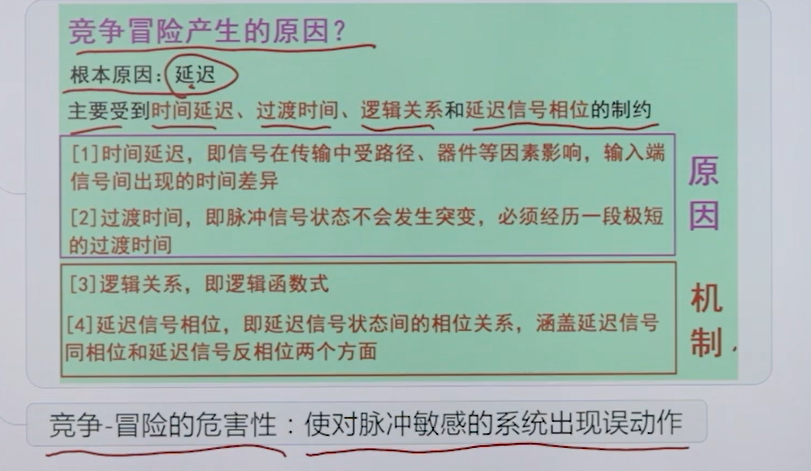 竞争冒险产生的原因?
根本原因:延迟
主要受到时间延迟、过渡时间、逻辑关系和延迟信号相位的制约
[1]时间延迟，即信号在传输中受路径、器件等因素影响，输入端
信号间出现的时间差异
[2]过渡时间，即脉冲信号状态不会发生突变，必须经历一段极短
的过渡时间
原
因
[3]逻辑关系，即逻辑函数式
[4]延迟信号相位，即延迟信号状态间的相位关系，涵盖延迟信号
同相位和延迟信号反相位两个方面
机
制
竞争-冒险的危害性：使对脉冲敏感的系统出现误动作